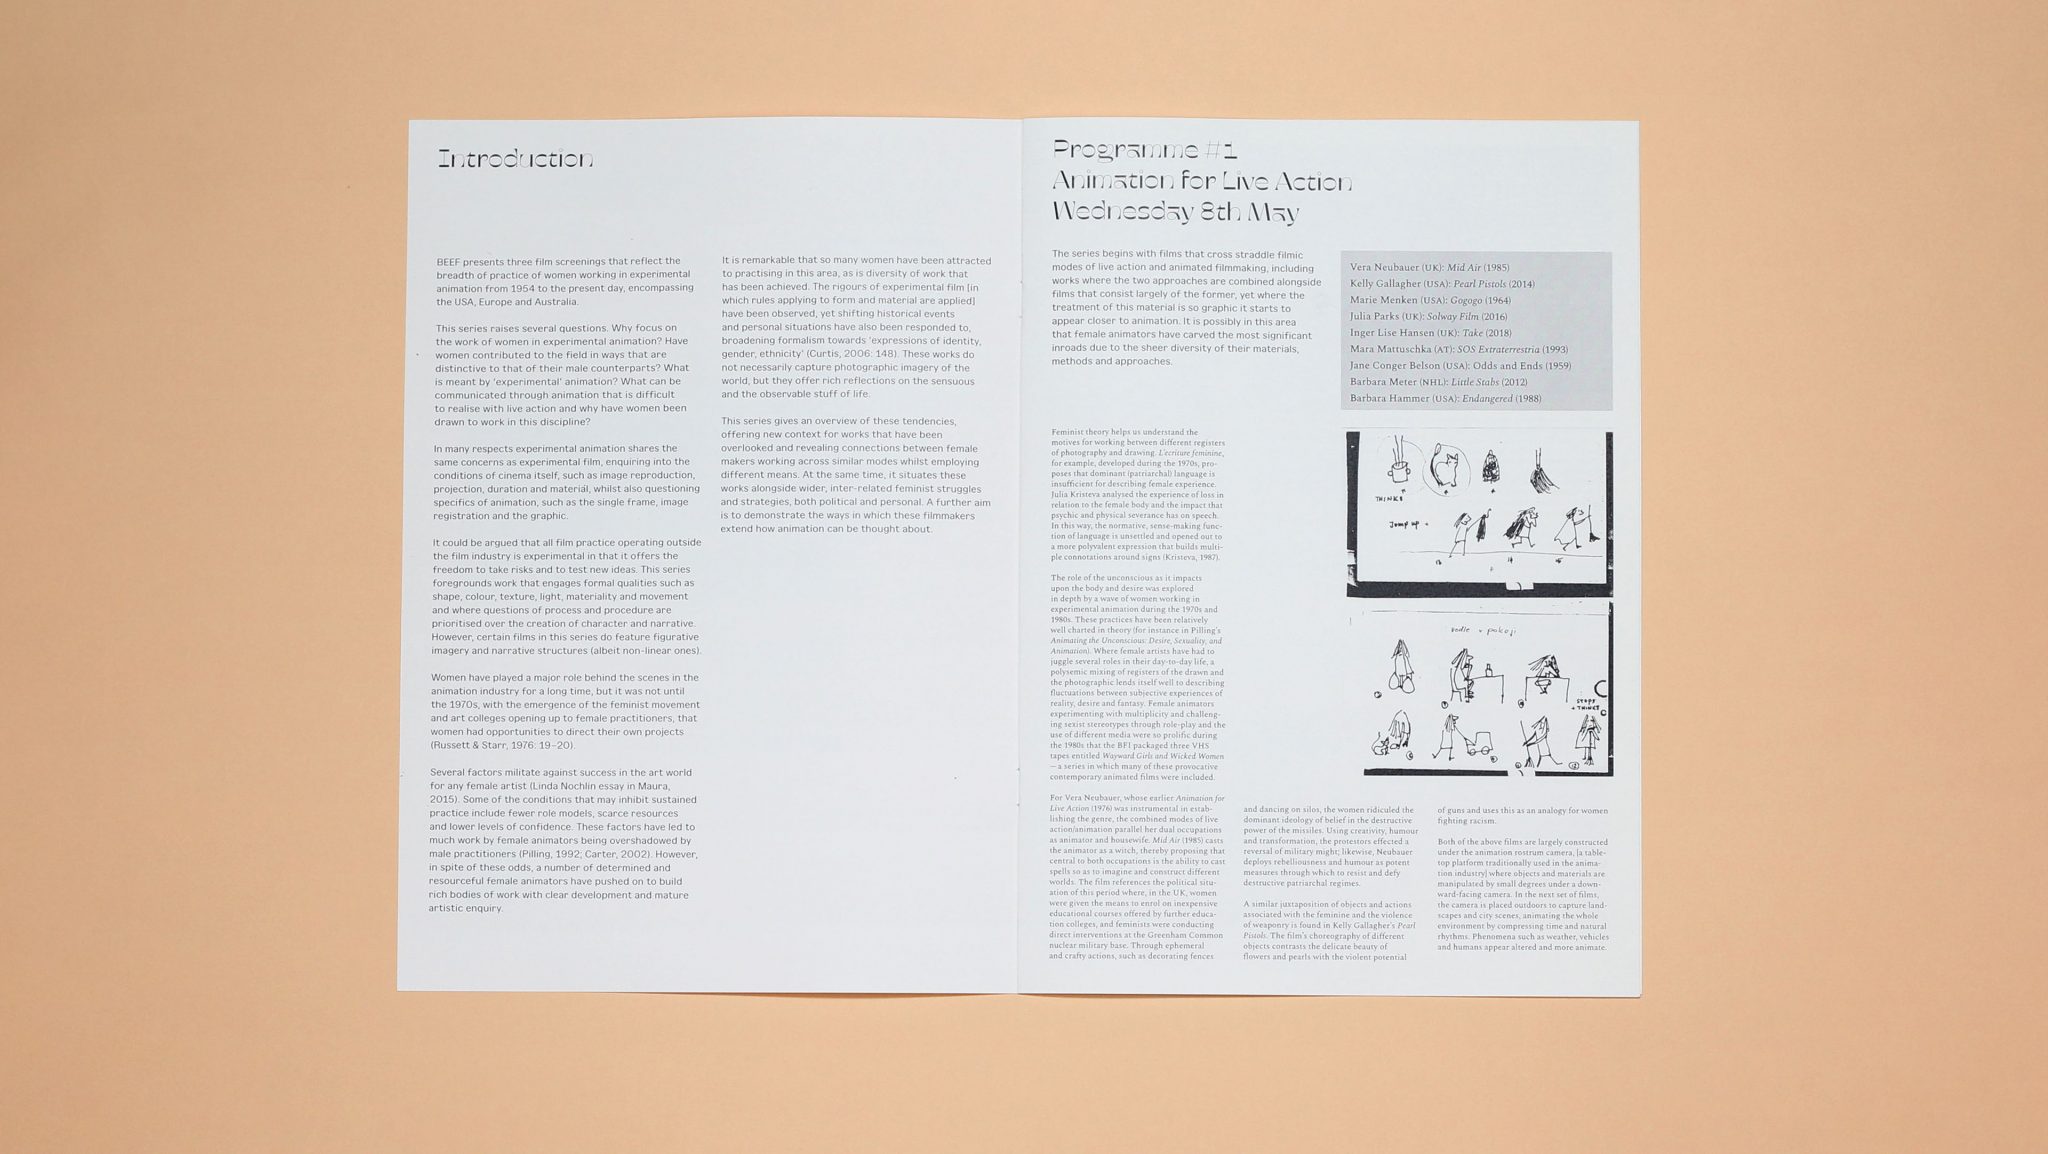 Introduction
BEEF presents three film screenings that reflect the
breadth of practice of women working in experimental
animation from 1954 to the present day, encompassing
the USA, Europe and Australia.
This series raises several questions. Why focus on
the work of women in experimental animation? Have
women contributed to the field in ways that are
distinctive to that of their male counterparts? What
is meant by 'experimental' animation? What can be
communicated through animation that is difficult
to realise with live action and why have women been
drawn to work in this discipline?
In many respects experimental animation shares the
same concerns as experimental film, enquiring into the
conditions of cinema itself, such as image reproduction,
projection, duration and material, whilst also questioning
specifics of animation, such as the single frame, image
registration and the graphic.
It could be argued that all film practice operating outside
the film industry is experimental in that it offers the
freedom to take risks and to test new ideas. This series
foregrounds work that engages formal qualities such as
shape, colour, texture, light, materiality and movement
and where questions of process and procedure are
prioritised over the creation of character and narrative.
However, certain films in this series do feature figurative
imagery and narrative structures (albeit non-linear ones).
Women have played a major role behind the scenes in the
animation industry for a long time, but it was not until
the 1970s, with the emergence of the feminist movement
and art colleges opening up to female practitioners, that
women had opportunities to direct their own projects
(Russett & Starr, 1976: 19–20).
Several factors militate against success in the art world
for any female artist (Linda Nochlin essay in Maura,
2015). Some of the conditions that may inhibit sustained
practice include fewer role models, scarce resources
and lower levels of confidence. These factors have led to
much work by female animators being overshadowed by
male practitioners (Pilling, 1992; Carter, 2002). However,
in spite of these odds, a number of determined and
resourceful female animators have pushed on to build
rich bodies of work with clear development and mature
artistic enquiry.
It is remarkable that so many women have been attracted
to practising in this area, as is diversity of work that
has been achieved. The rigours of experimental film [in
which rules applying to form and material are applied]
have been observed, yet shifting historical events
and personal situations have also been responded to,
broadening formalism towards 'expressions of identity,
gender, ethnicity' (Curtis, 2006: 148). These works do
not necessarily capture photographic imagery of the
world, but they offer rich reflections on the sensuous
and the observable stuff of life.
This series gives an overview of these tendencies,
offering new context for works that have been
overlooked and revealing connections between female
makers working across similar modes whilst employing
different means. At the same time, it situates these
works alongside wider, inter-related feminist struggles
and strategies, both political and personal. A further aim
is to demonstrate the ways in which these filmmakers
extend how animation can be thought about.
Programme #1
Animation for Live Action
Wednesday 8th May
The series begins with films that cross straddle filmic
modes of live action and animated filmmaking, including
works where the two approaches are combined alongside
films that consist largely of the former, yet where the
treatment of this material is so graphic it starts to
appear closer to animation. It is possibly in this area
that female animators have carved the most significant
inroads due to the sheer diversity of their materials,
methods and approaches.
Vera Neubauer (UK): Mid Air (1985)
Kelly Gallagher (USA): Pearl Pistols (2014)
Marie Menken (USA): Gogogo (1964)
Julia Parks (UK): Solway Film (2016)
Inger Lise Hansen (UK): Take (2018)
Mara Mattuschka (AT): SOS Extraterrestria (1993)
Jane Conger Belson (USA): Odds and Ends (1959)
Barbara Meter (NHL): Little Stabs (2012)
Barbara Hammer (USA): Endangered (1988)
Feminist theory helps us understand the
motives for working between different registers
of photography and drawing. L'ecriture feminine,
for example, developed during the 1970s, pro-
poses that dominant (patriarchal) language is
insufficient for describing female experience.
Julia Kristeva analysed the experience of loss in
relation to the female body and the impact that
psychic and physical severance has on speech.
In this way, the normative, sense-making func-
tion of language is unsettled and opened out to
a more polyvalent expression that builds multi-
ple connotations around signs (Kristeva, 1987).
The role of the unconscious as it impacts
upon the body and desire was explored
in depth by a wave of women working in
experimental animation during the 1970s and
1980s. These practices have been relatively
well charted in theory (for instance in Pilling's
Animating the Unconscious: Desire, Sexuality, and
Animation). Where female artists have had to
juggle several roles in their day-to-day life, a
polysemic mixing of registers of the drawn and
the photographic lends itself well to describing
fluctuations between subjective experiences of
reality, desire and fantasy. Female animators
experimenting with multiplicity and challeng-
ing sexist stereotypes through role-play and the
use of different media were so prolific during
the 1980s that the BFI packaged three VHS
tapes entitled Wayward Girls and Wicked Women
— a series in which many of these provocative
contemporary animated films were included.
For Vera Neubauer, whose earlier Animation for
Live Action (1976) was instrumental in estab-
lishing the genre, the combined modes of live
action/animation parallel her dual occupations
as animator and housewife. Mid Air (1985) casts
the animator as a witch, thereby proposing that
central to both occupations is the ability to cast
spells so as to imagine and construct different
worlds. The film references the political situ-
ation of this period where, in the UK, women
were given the means to enrol on inexpensive
educational courses offered by further educa-
tion colleges, and feminists were conducting
direct interventions at the Greenham Common
nuclear military base. Through ephemeral
and crafty actions, such as decorating fences
and dancing on silos, the women ridiculed the
dominant ideology of belief in the destructive
power of the missiles. Using creativity, humour
and transformation, the protestors effected a
reversal of military might; likewise, Neubauer
deploys rebelliousness and humour as potent
measures through which to resist and defy
destructive patriarchal regimes.
A similar juxtaposition of objects and actions
associated with the feminine and the violence
of weaponry is found in Kelly Gallagher's Pearl
Pistols. The film's choreography of different
objects contrasts the delicate beauty of
flowers and pearls with the violent potential
of guns and uses this as an analogy for women
fighting racism.
Both of the above films are largely constructed
under the animation rostrum camera, [a table-
top platform traditionally used in the anima-
tion industry] where objects and materials are
manipulated by small degrees under a down-
ward-facing camera. In the next set of films,
the camera is placed outdoors to capture land-
scapes and city scenes, animating the whole
environment by compressing time and natural
rhythms. Phenomena such as weather, vehicles
and humans appear altered and more animate.
THINKS
Jump up
pokoji
STOPS
+ THINKS